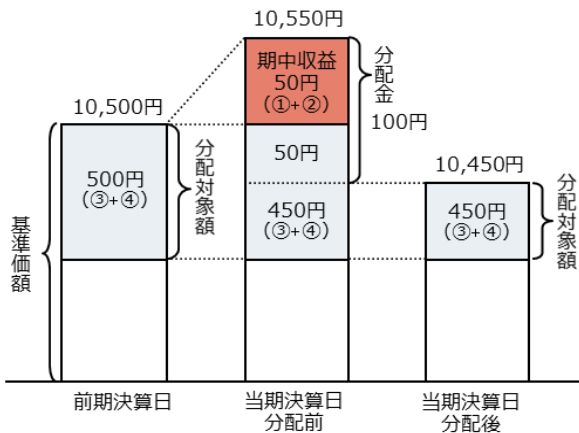 10,550円
期中収益
50円
(①+②)
分配金
100円
10,500円
500円
(③+④)
分配対象額
50円
450円
(③+④)
10,450円
450円
(③+④)
分配対象額
基準価額
前期決算日
当期決算日
分配前
当期決算日
分配後